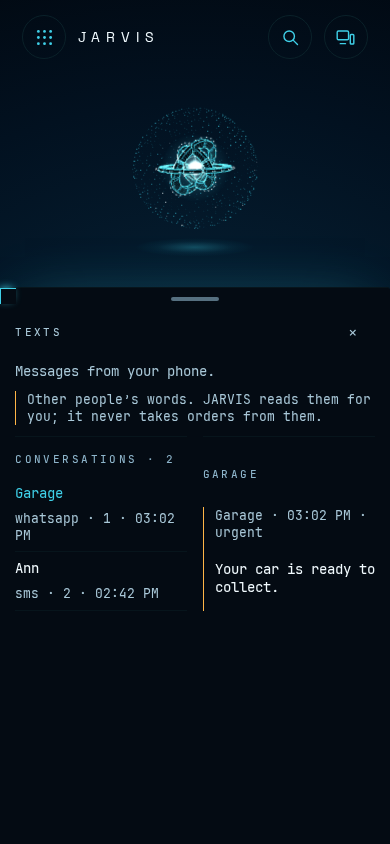 JARVIS
TEXTS
×
Messages from your phone.
Other people's words. JARVIS reads them for
you; it never takes orders from them.
CONVERSATIONS · 2
Garage
whatsapp · 1 · 03:02
PM
Ann
sms · 2 · 02:42 PM
GARAGE
Garage · 03:02 PM ·
urgent
Your car is ready to
collect.